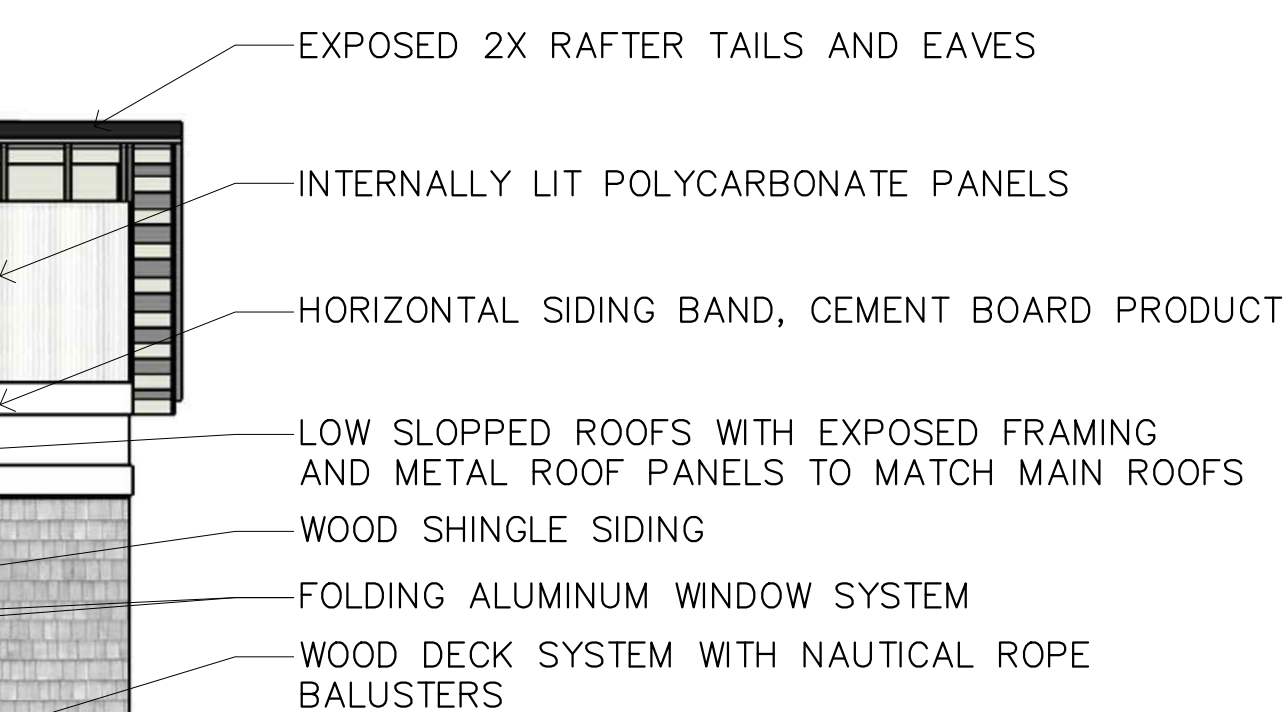 EXPOSED 2X RAFTER TAILS AND EAVES
INTERNALLY LIT POLYCARBONATE PANELS
HORIZONTAL SIDING BAND, CEMENT BOARD PRODUCT
LOW SLOPPED ROOFS WITH EXPOSED FRAMING
AND METAL ROOF PANELS TO MATCH MAIN ROOFS
WOOD SHINGLE SIDING
FOLDING ALUMINUM WINDOW SYSTEM
WOOD DECK SYSTEM WITH NAUTICAL ROPE
BALUSTERS